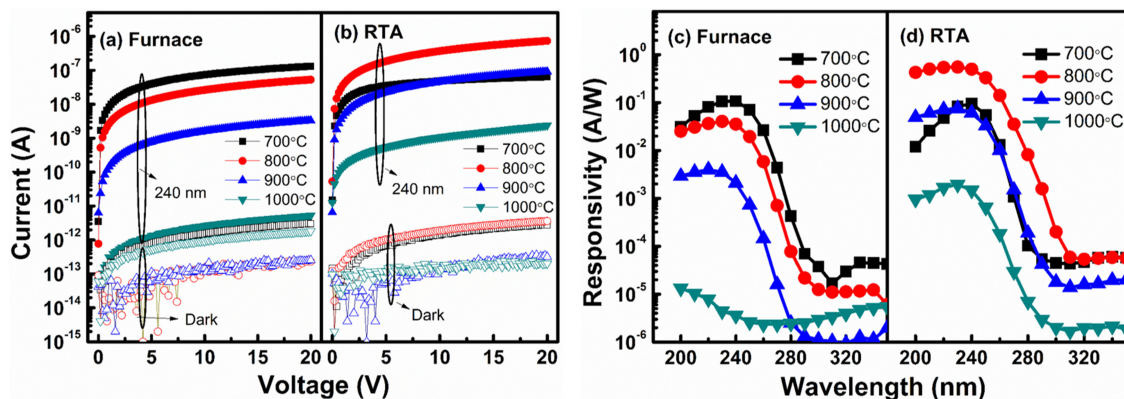 (a) Furnace
(b) RTA
Current (A)
10⁻⁶
10⁻⁷
10⁻⁸
10⁻⁹
10⁻¹⁰
10⁻¹¹
10⁻¹²
10⁻¹³
10⁻¹⁴
10⁻¹⁵
700°C
800°C
900°C
1000°C
240 nm
Dark
700°C
800°C
900°C
1000°C
240 nm
Dark
0 5 10 15 20
0 5 10 15 20
Voltage (V)
(c) Furnace
(d) RTA
Responsivity (A/W)
10⁰
10⁻¹
10⁻²
10⁻³
10⁻⁴
10⁻⁵
10⁻⁶
700°C
800°C
900°C
1000°C
700°C
800°C
900°C
1000°C
200 240 280 320
200 240 280 320
Wavelength (nm)